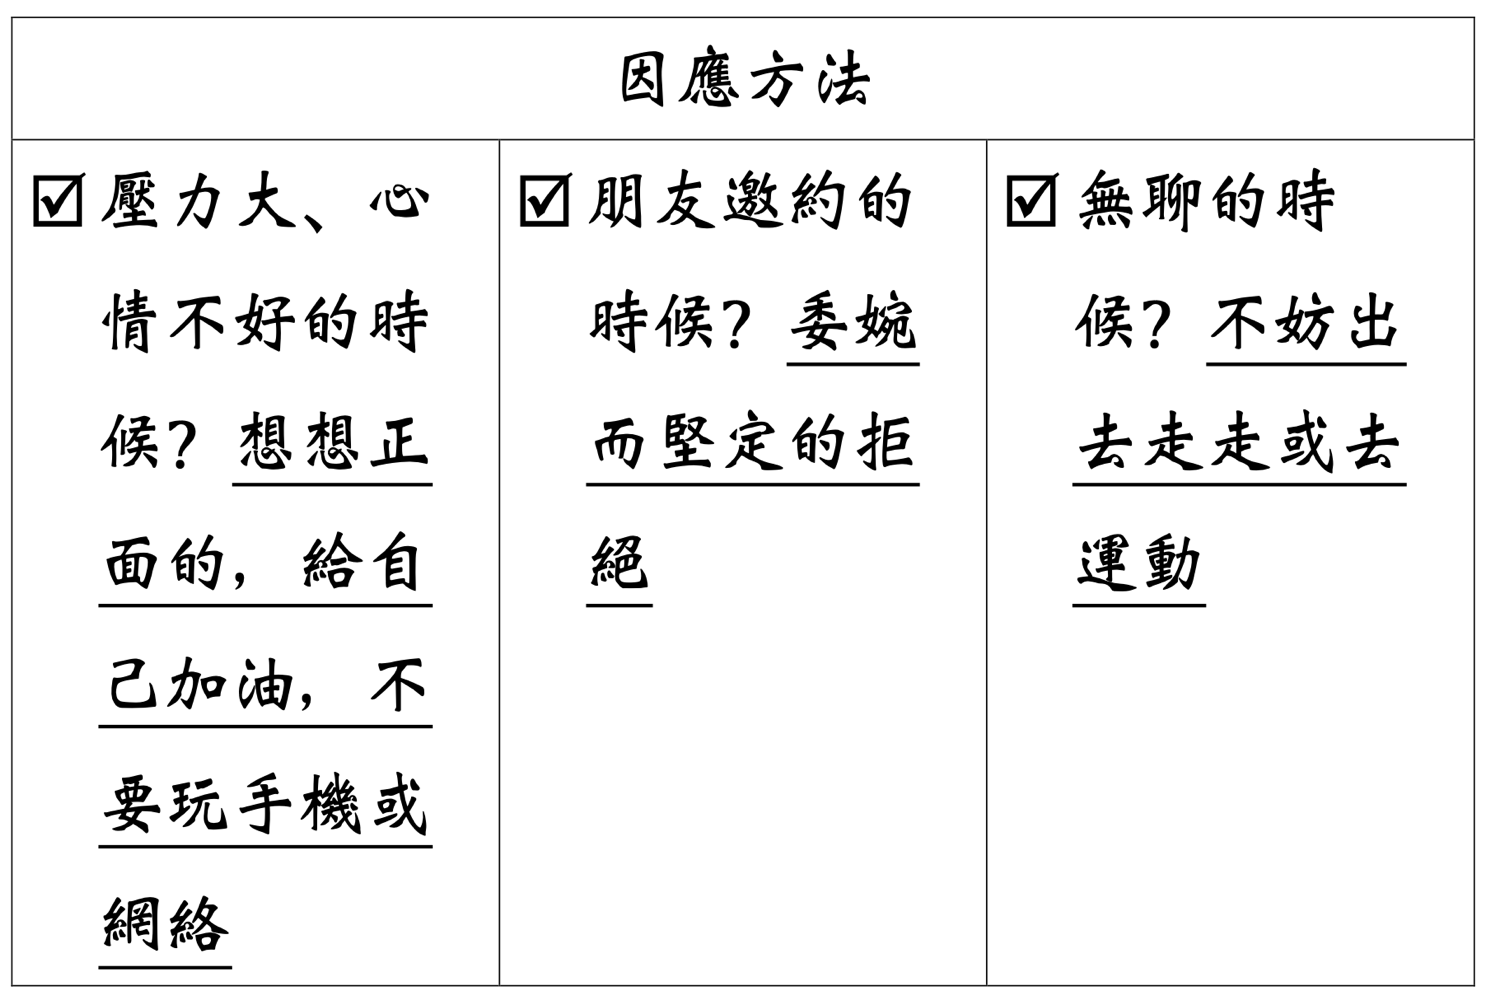 因應方法
☑壓力大、心
情不好的時
候？想想正
面的，給自
己加油，不
要玩手機或
網絡
☑朋友邀約的
時候？委婉
而堅定的拒
絕
☑無聊的時
候？不妨出
去走走或去
運動